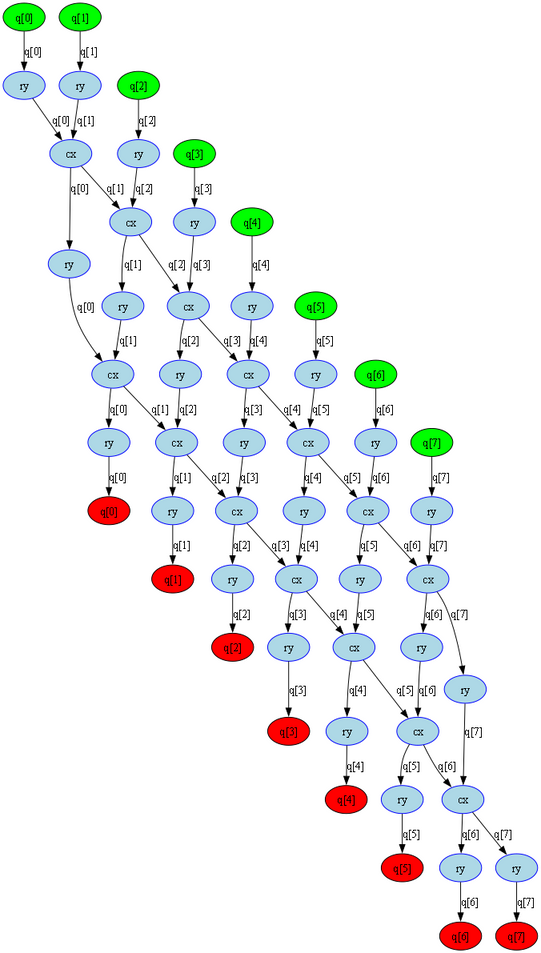 q[0] q[1]
q[0] q[1]
ry ry q[2]
q[0] q[1] q[2]
cx ry q[3]
q[0] q[1] q[2] q[3]
cx ry q[4]
ry q[1] q[2] q[3] q[4]
q[0] ry cx ry q[5]
q[1] q[2] q[3] q[4] q[5]
cx ry cx ry q[6]
q[0] q[1] q[2] q[3] q[4] q[5] q[6]
ry cx ry cx ry q[7]
q[0] q[1] q[2] q[3] q[4] q[5] q[6] q[7]
q[0] ry cx ry cx ry
q[1] q[2] q[3] q[4] q[5] q[6] q[7]
q[1] ry cx ry cx
q[2] q[3] q[4] q[5] q[6] q[7]
q[2] ry cx ry
q[3] q[4] q[5] q[6] ry
q[3] ry cx q[7]
q[4] q[5] q[6]
q[4] ry cx
q[5] q[6] q[7]
q[5] ry ry
q[6] q[7]
q[6] q[7]